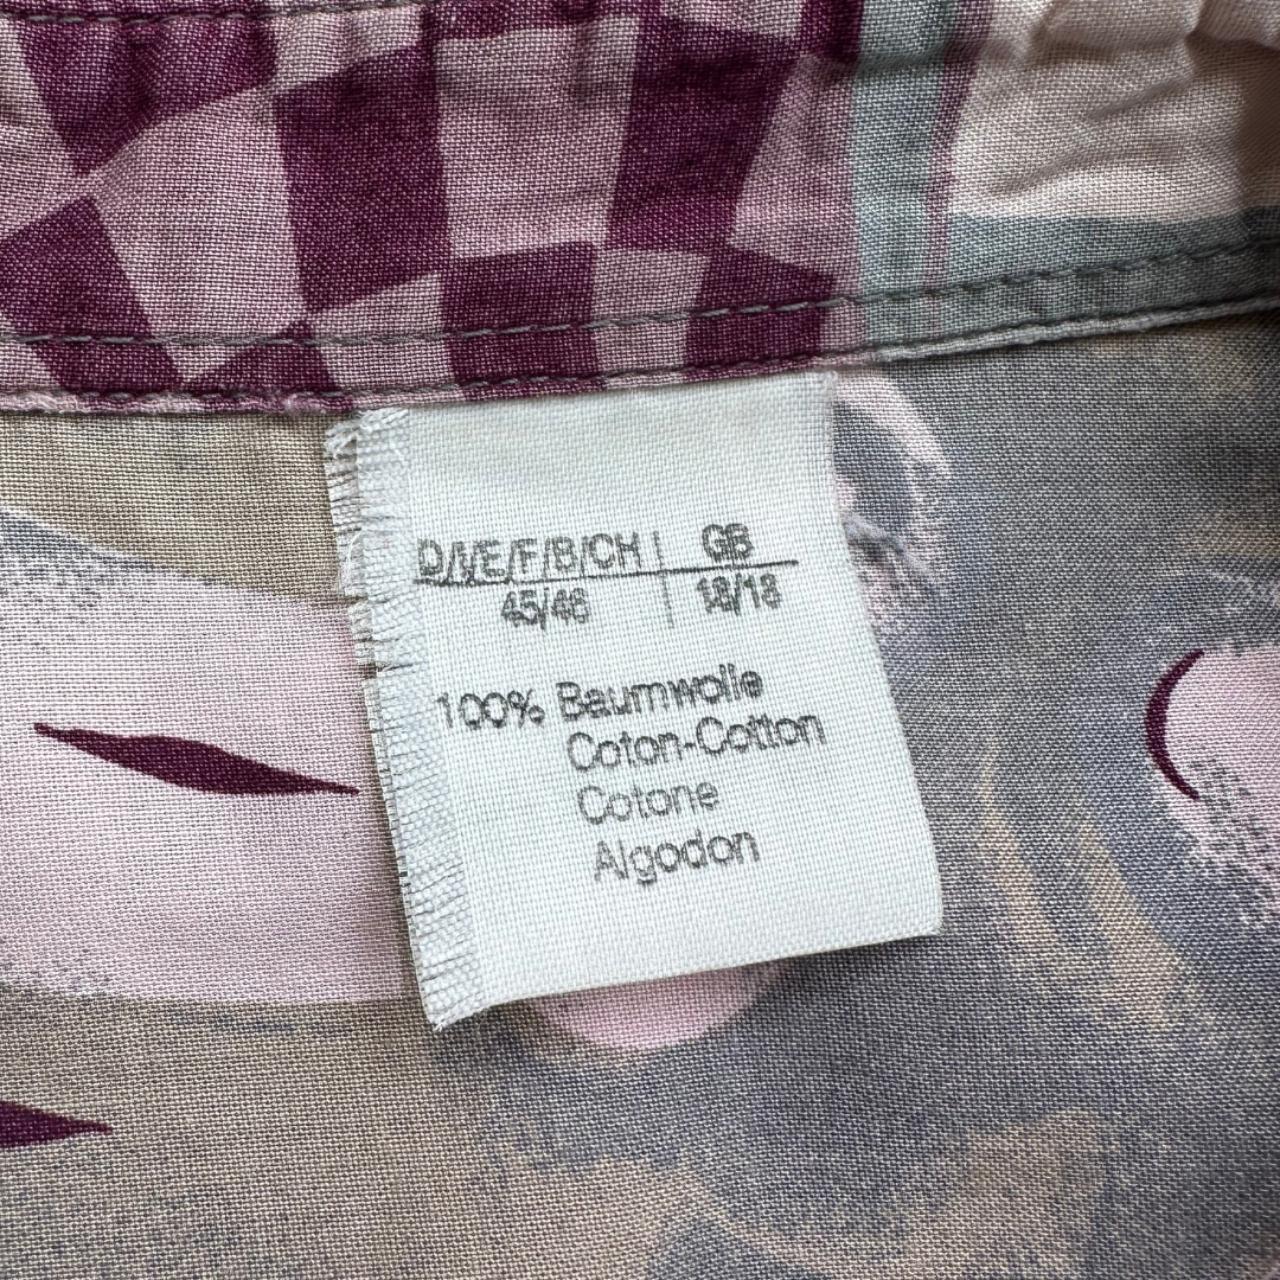 D/I/E/F/B/CH | GB
45/46 | 18/18
100% Baumwolle
Coton-Cotton
Cotone
Algodon